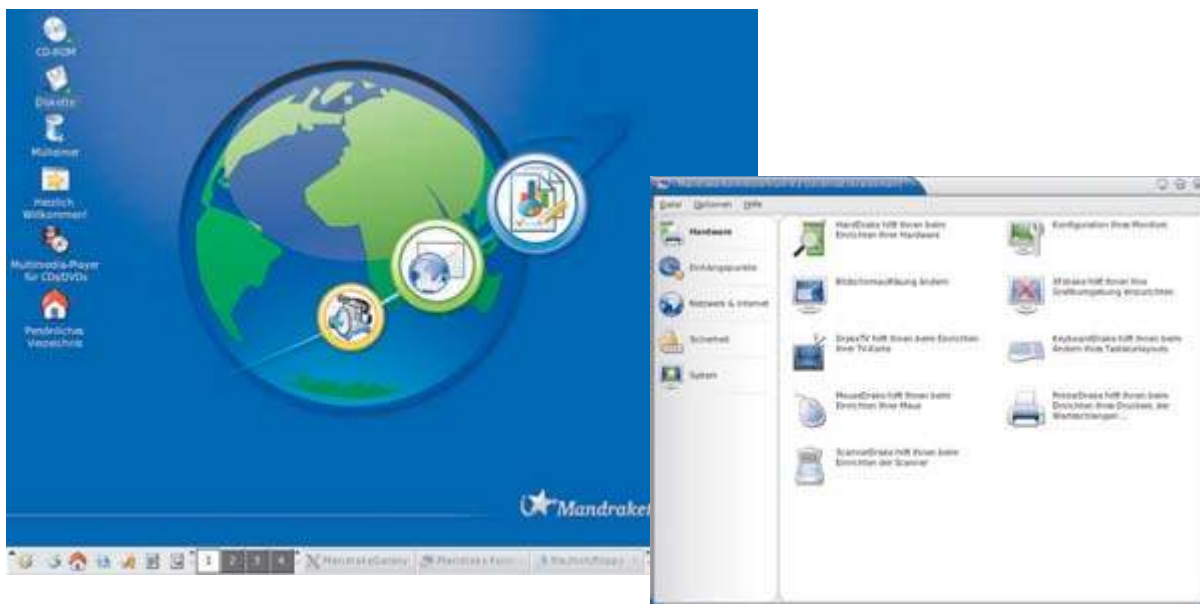 CD-ROM
Diskette
Mülleimer
Herzlich
Willkommen!
Multimedia-Player
für CDs/DVDs
Persönliches
Verzeichnis
Mandrake
1 2 3 4 MandrakeGalaxy
Datei Optionen Hilfe
Hardware
Einhängepunkte
Netzwerk & Internet
Sicherheit
System
HardDrake hilft Ihnen beim
Einrichten Ihrer Hardware
Konfiguration Ihres Monitors
Bildschirmauflösung ändern
XFdrake hilft Ihnen Ihre
Grafikumgebung einzurichten
DrakxTV hilft Ihnen beim Einrichten
Ihrer TV-Karte
KeyboardDrake hilft Ihnen beim
Ändern Ihres Tastaturlayouts
MouseDrake hilft Ihnen beim
Einrichten Ihrer Maus
PrinterDrake hilft Ihnen beim
Einrichten Ihres Druckers, der
Warteschlangen ...
ScannerDrake hilft Ihnen beim
Einrichten der Scanner